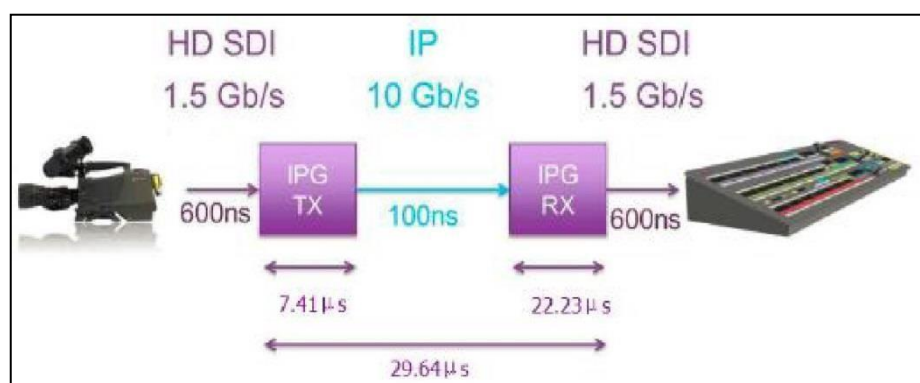 HD SDI IP HD SDI
1.5 Gb/s 10 Gb/s 1.5 Gb/s
IPG IPG
TX RX
600ns 100ns 600ns
7.41µs 22.23µs
29.64µs